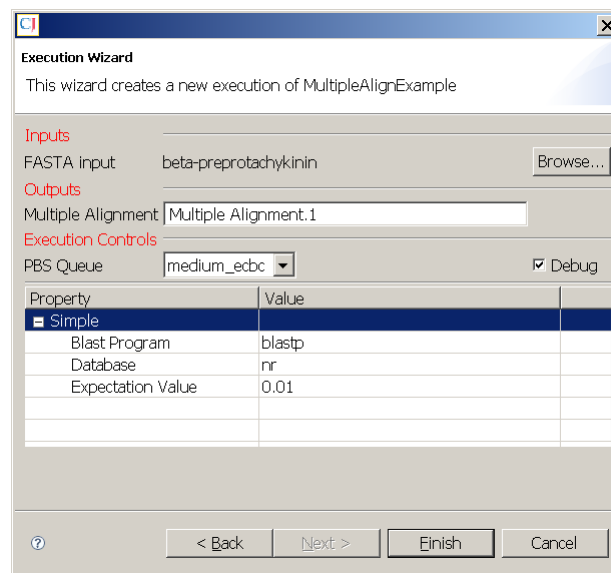 CJ
Execution Wizard
This wizard creates a new execution of MultipleAlignExample
Inputs
FASTA input beta-preprotachykinin Browse...
Outputs
Multiple Alignment Multiple Alignment.1
Execution Controls
PBS Queue medium_ecbc Debug
Property Value
Simple
Blast Program blastp
Database nr
Expectation Value 0.01
? < Back Next > Finish Cancel